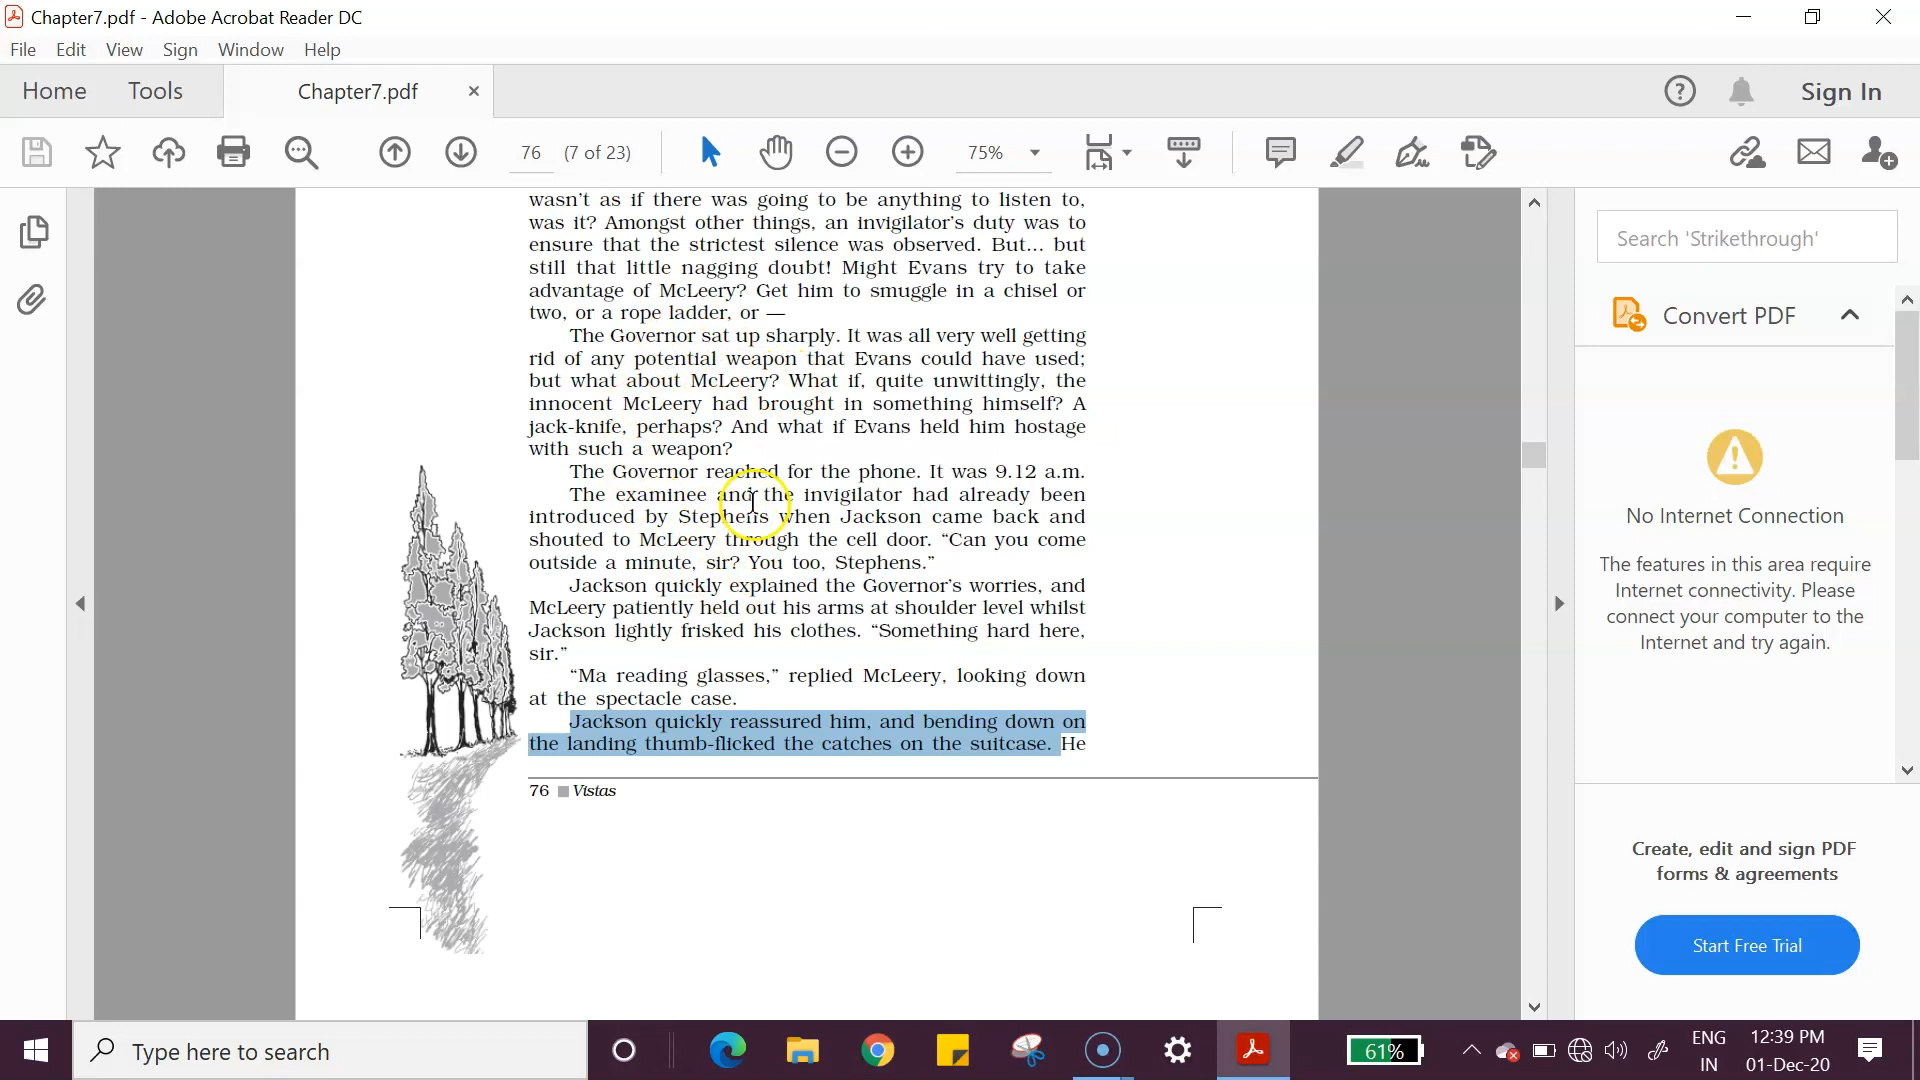 Chapter7.pdf - Adobe Acrobat Reader DC
File Edit View Sign Window Help
Home Tools Chapter7.pdf × Sign In
76 (7 of 23) 75%
wasn't as if there was going to be anything to listen to,
was it? Amongst other things, an invigilator's duty was to
ensure that the strictest silence was observed. But... but
still that little nagging doubt! Might Evans try to take
advantage of McLeery? Get him to smuggle in a chisel or
two, or a rope ladder, or —
The Governor sat up sharply. It was all very well getting
rid of any potential weapon that Evans could have used;
but what about McLeery? What if, quite unwittingly, the
innocent McLeery had brought in something himself? A
jack-knife, perhaps? And what if Evans held him hostage
with such a weapon?
The Governor reached for the phone. It was 9.12 a.m.
The examinee and the invigilator had already been
introduced by Stephens when Jackson came back and
shouted to McLeery through the cell door. “Can you come
outside a minute, sir? You too, Stephens.”
Jackson quickly explained the Governor's worries, and
McLeery patiently held out his arms at shoulder level whilst
Jackson lightly frisked his clothes. “Something hard here,
sir.”
“Ma reading glasses,” replied McLeery, looking down
at the spectacle case.
Jackson quickly reassured him, and bending down on
the landing thumb-flicked the catches on the suitcase. He
76 Vistas
Search 'Strikethrough'
Convert PDF
No Internet Connection
The features in this area require
Internet connectivity. Please
connect your computer to the
Internet and try again.
Create, edit and sign PDF
forms & agreements
Start Free Trial
Type here to search
61%
ENG
IN
12:39 PM
01-Dec-20